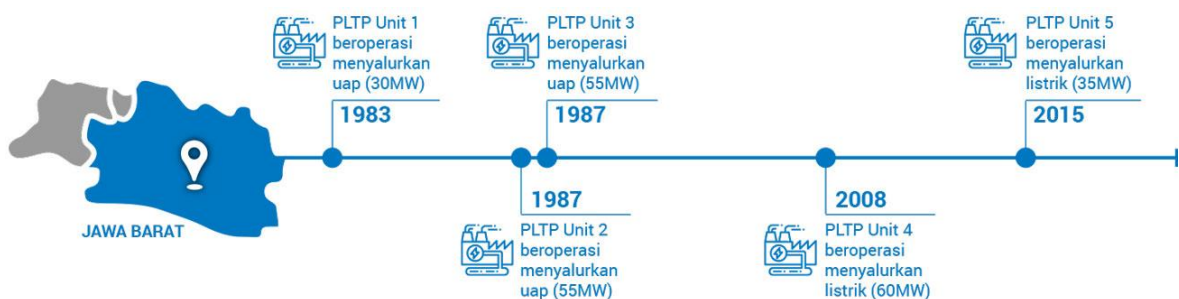 PLTP Unit 1
beroperasi
menyalurkan
uap (30MW)
1983
PLTP Unit 3
beroperasi
menyalurkan
uap (55MW)
1987
PLTP Unit 5
beroperasi
menyalurkan
listrik (35MW)
2015
JAWA BARAT
1987
PLTP Unit 2
beroperasi
menyalurkan
uap (55MW)
2008
PLTP Unit 4
beroperasi
menyalurkan
listrik (60MW)